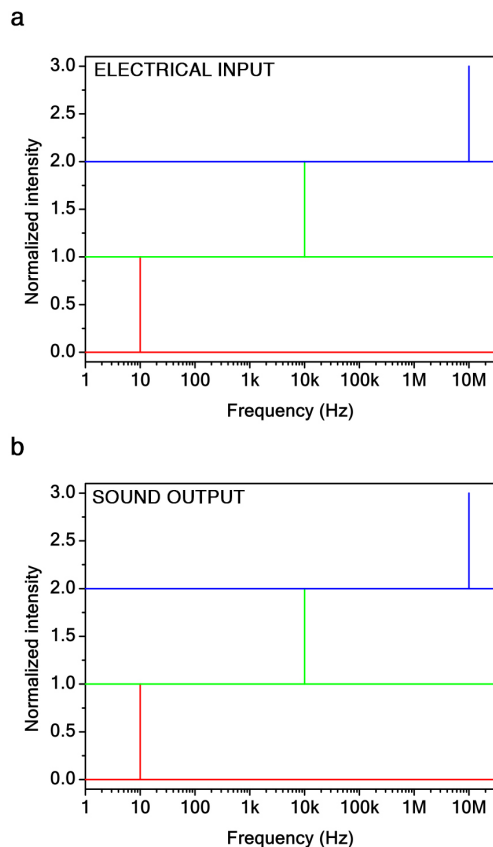 a
ELECTRICAL INPUT
Normalized intensity
3.0
2.5
2.0
1.5
1.0
0.5
0.0
1 10 100 1k 10k 100k 1M 10M
Frequency (Hz)
b
SOUND OUTPUT
Normalized intensity
3.0
2.5
2.0
1.5
1.0
0.5
0.0
1 10 100 1k 10k 100k 1M 10M
Frequency (Hz)